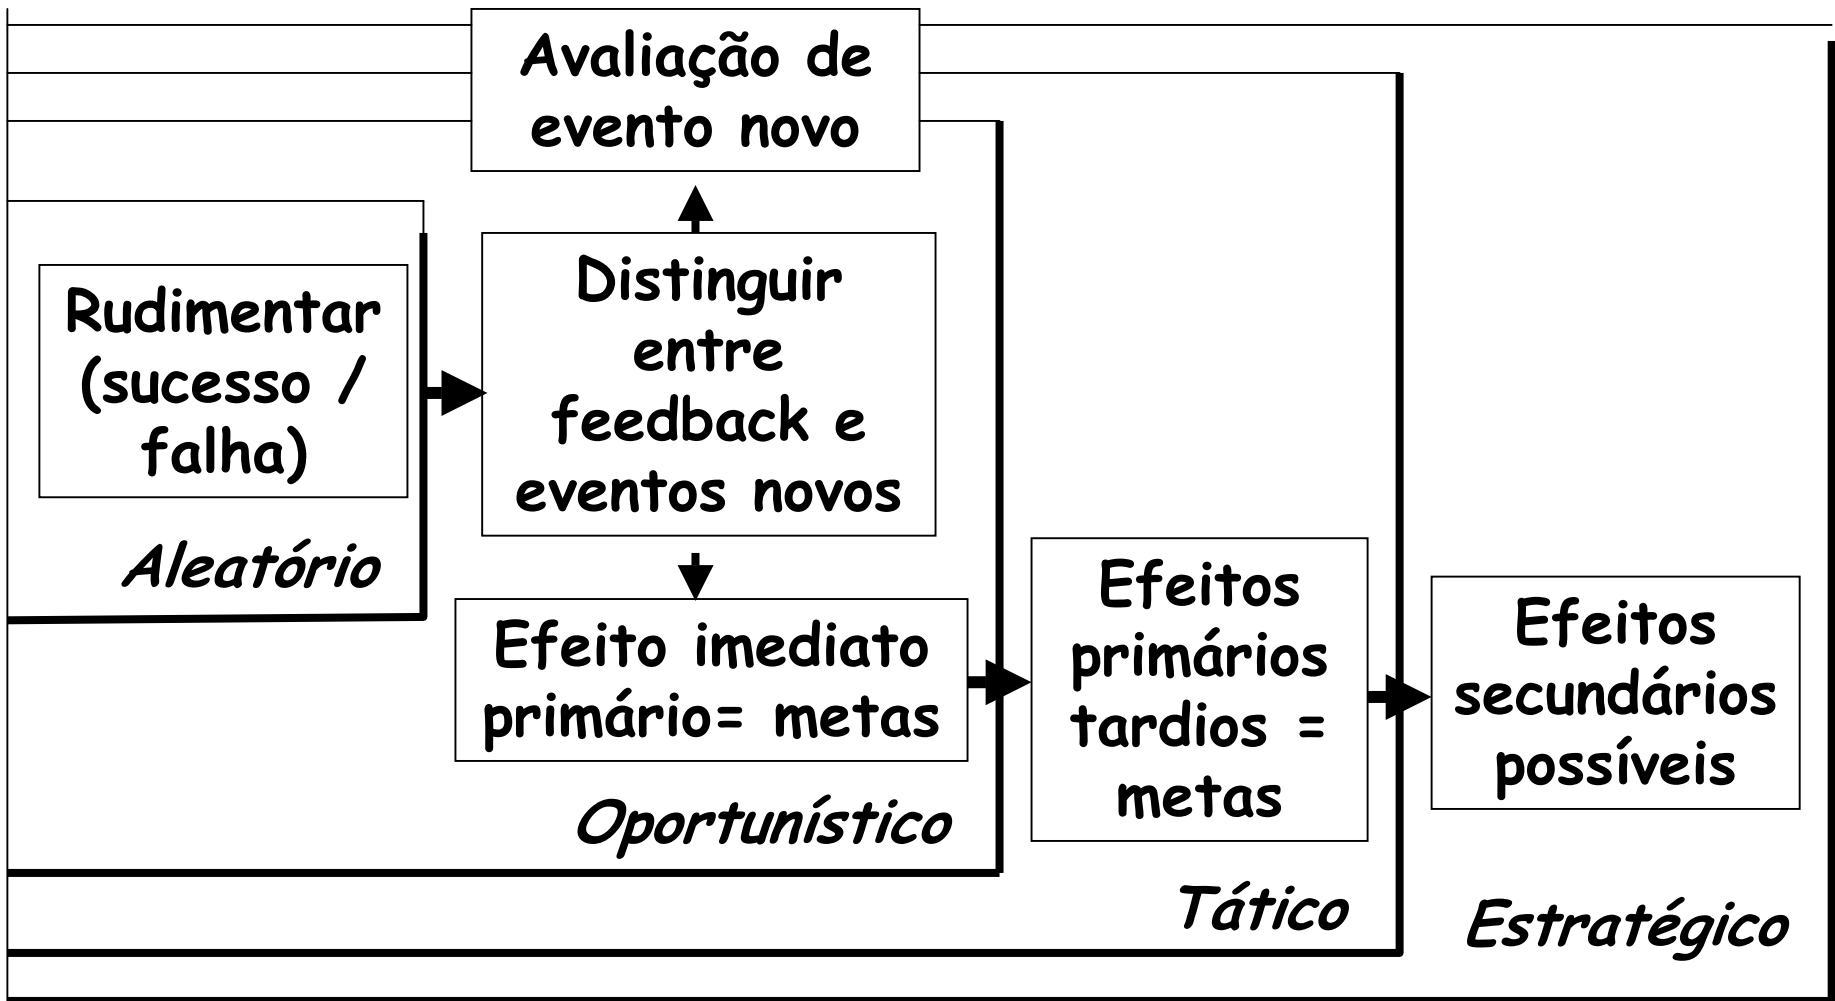 Avaliação de
evento novo
Rudimentar
(sucesso /
falha)
Aleatório
Distinguir
entre
feedback e
eventos novos
Efeito imediato
primário= metas
Oportunístico
Efeitos
primários
tardios =
metas
Tático
Efeitos
secundários
possíveis
Estratégico